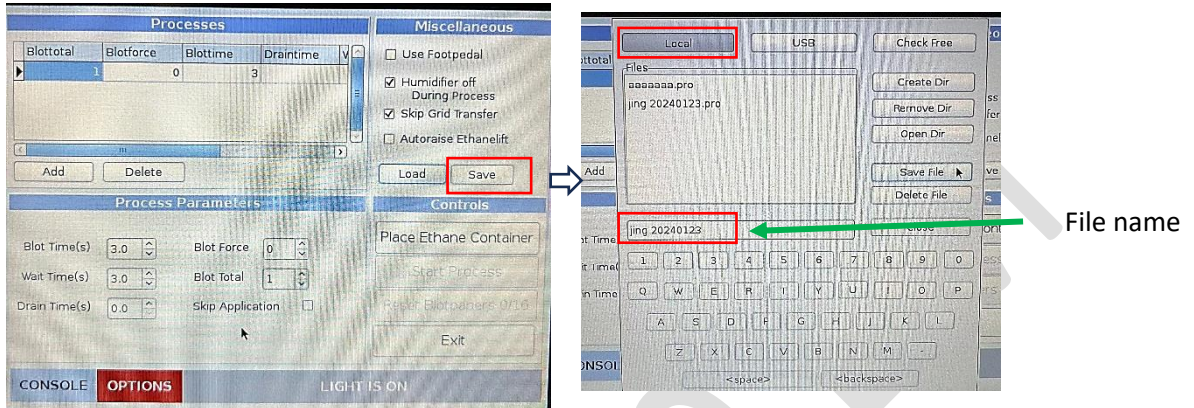 Processes
Blottotal Blotforce Blottime Draintime
1 0 3
Add Delete
Miscellaneous
Use Footpedal
Humidifier off
During Process
Skip Grid Transfer
Autoraise Ethanelift
Load Save
Process Parameters
Blot Time(s) 3.0 Blot Force 0
Wait Time(s) 3.0 Blot Total 1
Drain Time(s) 0.0 Skip Application
Controls
Place Ethane Container
Start Process
Exit
CONSOLE OPTIONS LIGHT IS ON
Local USB Check Free
Files
aaaaaaa.pro
jing 20240123.pro
Create Dir
Remove Dir
Open Dir
Save File
Delete File
Close
jing 20240123
1 2 3 4 5 6 7 8 9 0
Q W E R T Y U I O P
A S D F G H J K L
Z X C V B N M -
<space> <backspace>
Add
File name